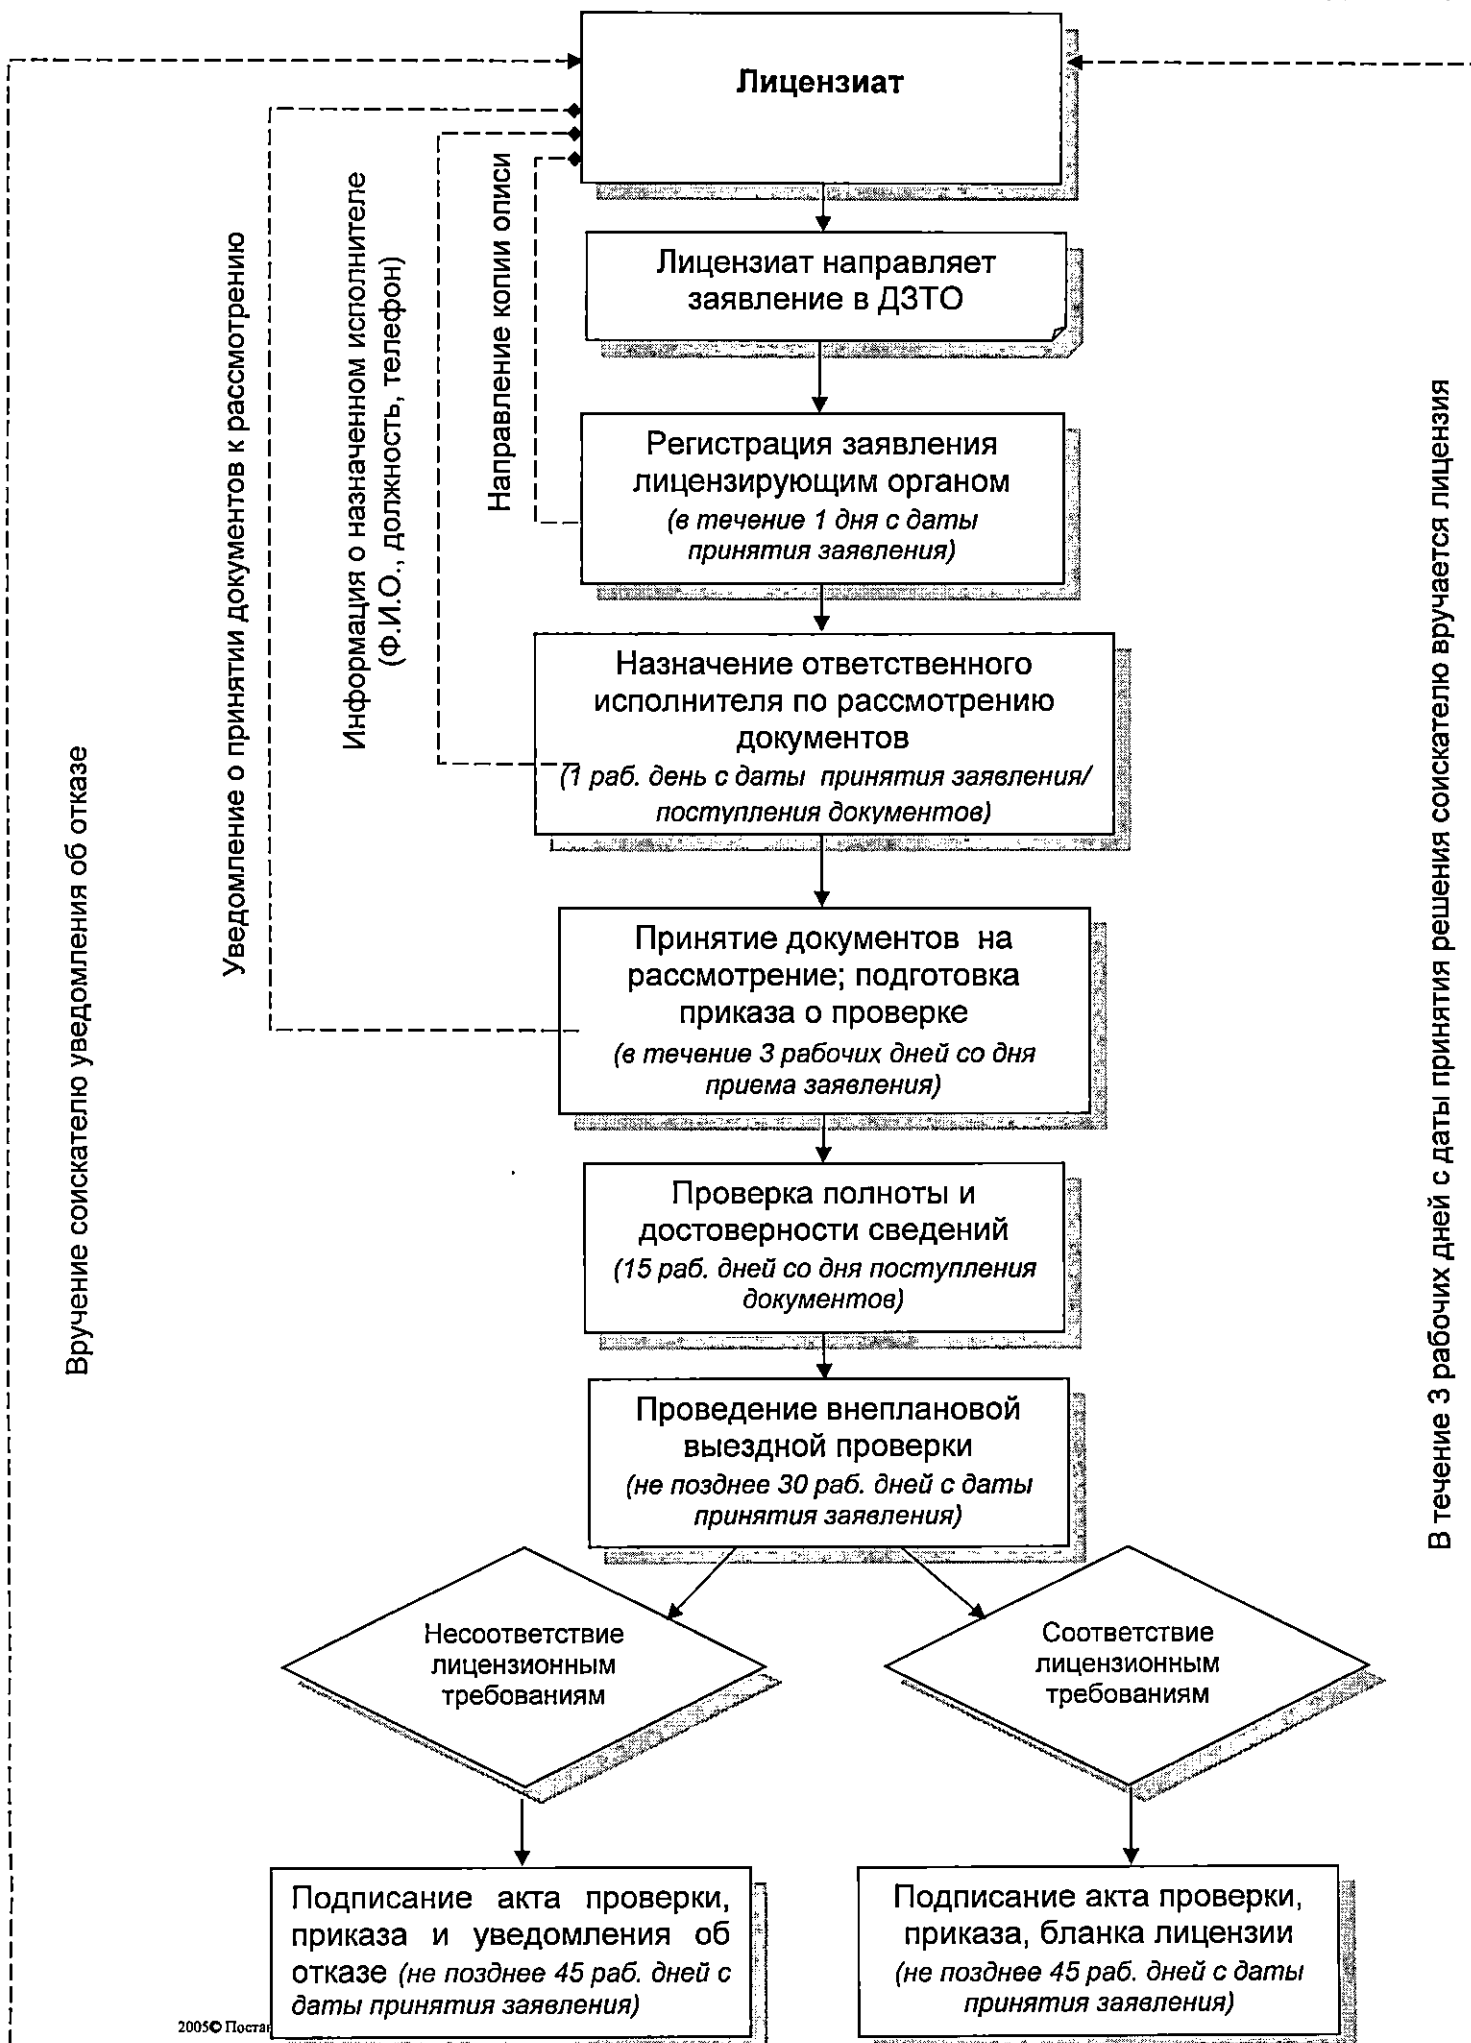 Лицензиат
Лицензиат направляет
заявление в ДЗТО
Регистрация заявления
лицензирующим органом
(в течение 1 дня с даты
принятия заявления)
Назначение ответственного
исполнителя по рассмотрению
документов
(1 раб. день с даты принятия заявления/
поступления документов)
Принятие документов на
рассмотрение; подготовка
приказа о проверке
(в течение 3 рабочих дней со дня
приема заявления)
Проверка полноты и
достоверности сведений
(15 раб. дней со дня поступления
документов)
Проведение внеплановой
выездной проверки
(не позднее 30 раб. дней с даты
принятия заявления)
Несоответствие
лицензионным
требованиям
Соответствие
лицензионным
требованиям
Подписание акта проверки,
приказа и уведомления об
отказе (не позднее 45 раб. дней с
даты принятия заявления)
Подписание акта проверки,
приказа, бланка лицензии
(не позднее 45 раб. дней с даты
принятия заявления)
Вручение соискателю уведомления об отказе
Уведомление о принятии документов к рассмотрению
Информация о назначенном исполнителе
(Ф.И.О., должность, телефон)
Направление копии описи
В течение 3 рабочих дней с даты принятия решения соискателю вручается лицензия
2005©